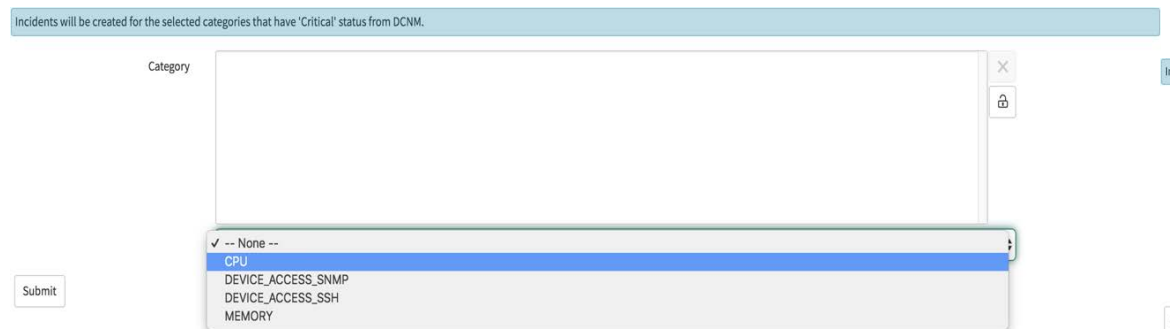 Incidents will be created for the selected categories that have 'Critical' status from DCNM.
Category
✓ -- None --
CPU
DEVICE_ACCESS_SNMP
DEVICE_ACCESS_SSH
MEMORY
Submit